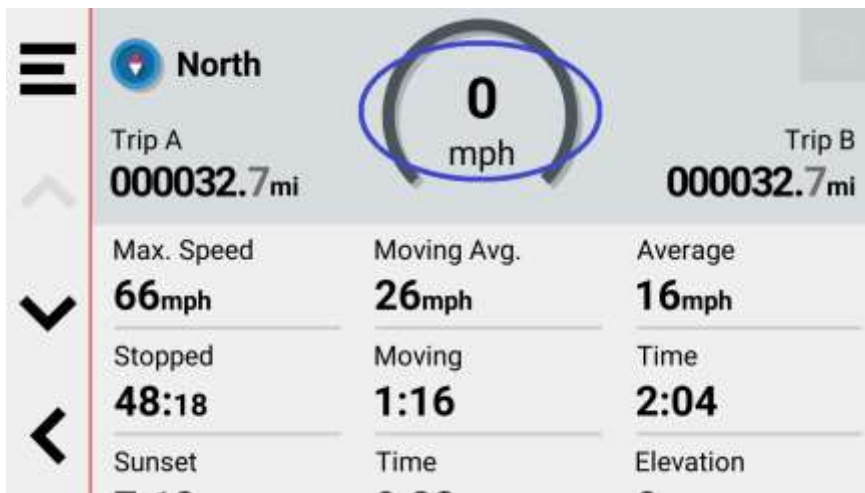 North
0
mph
Trip A
Trip B
000032.7mi
000032.7mi
Max. Speed
Moving Avg.
Average
66mph
26mph
16mph
Stopped
Moving
Time
48:18
1:16
2:04
Sunset
Time
Elevation